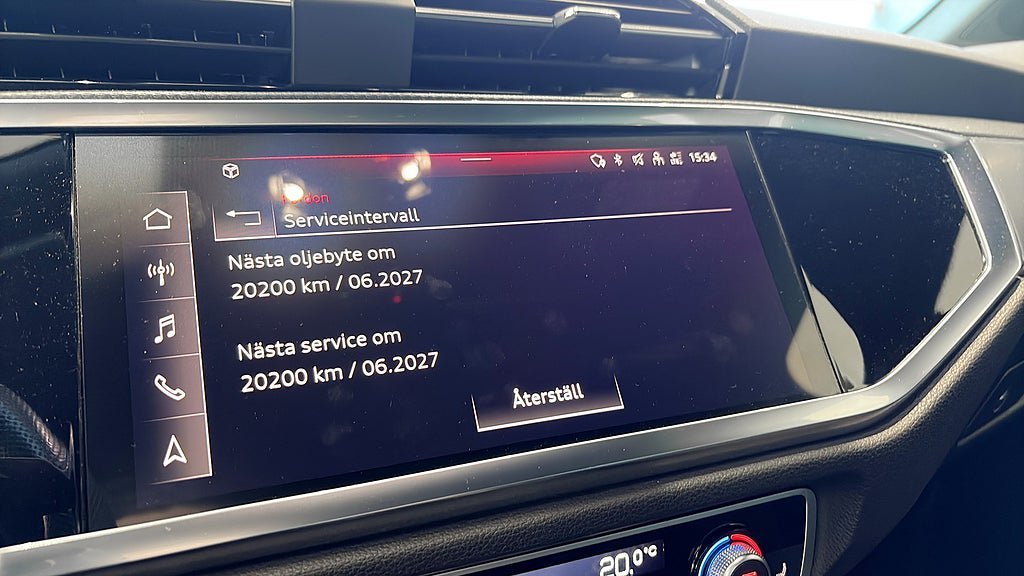 15:34
Serviceintervall
Nästa oljebyte om
20200 km / 06.2027
Nästa service om
20200 km / 06.2027
Återställ
20.0°C